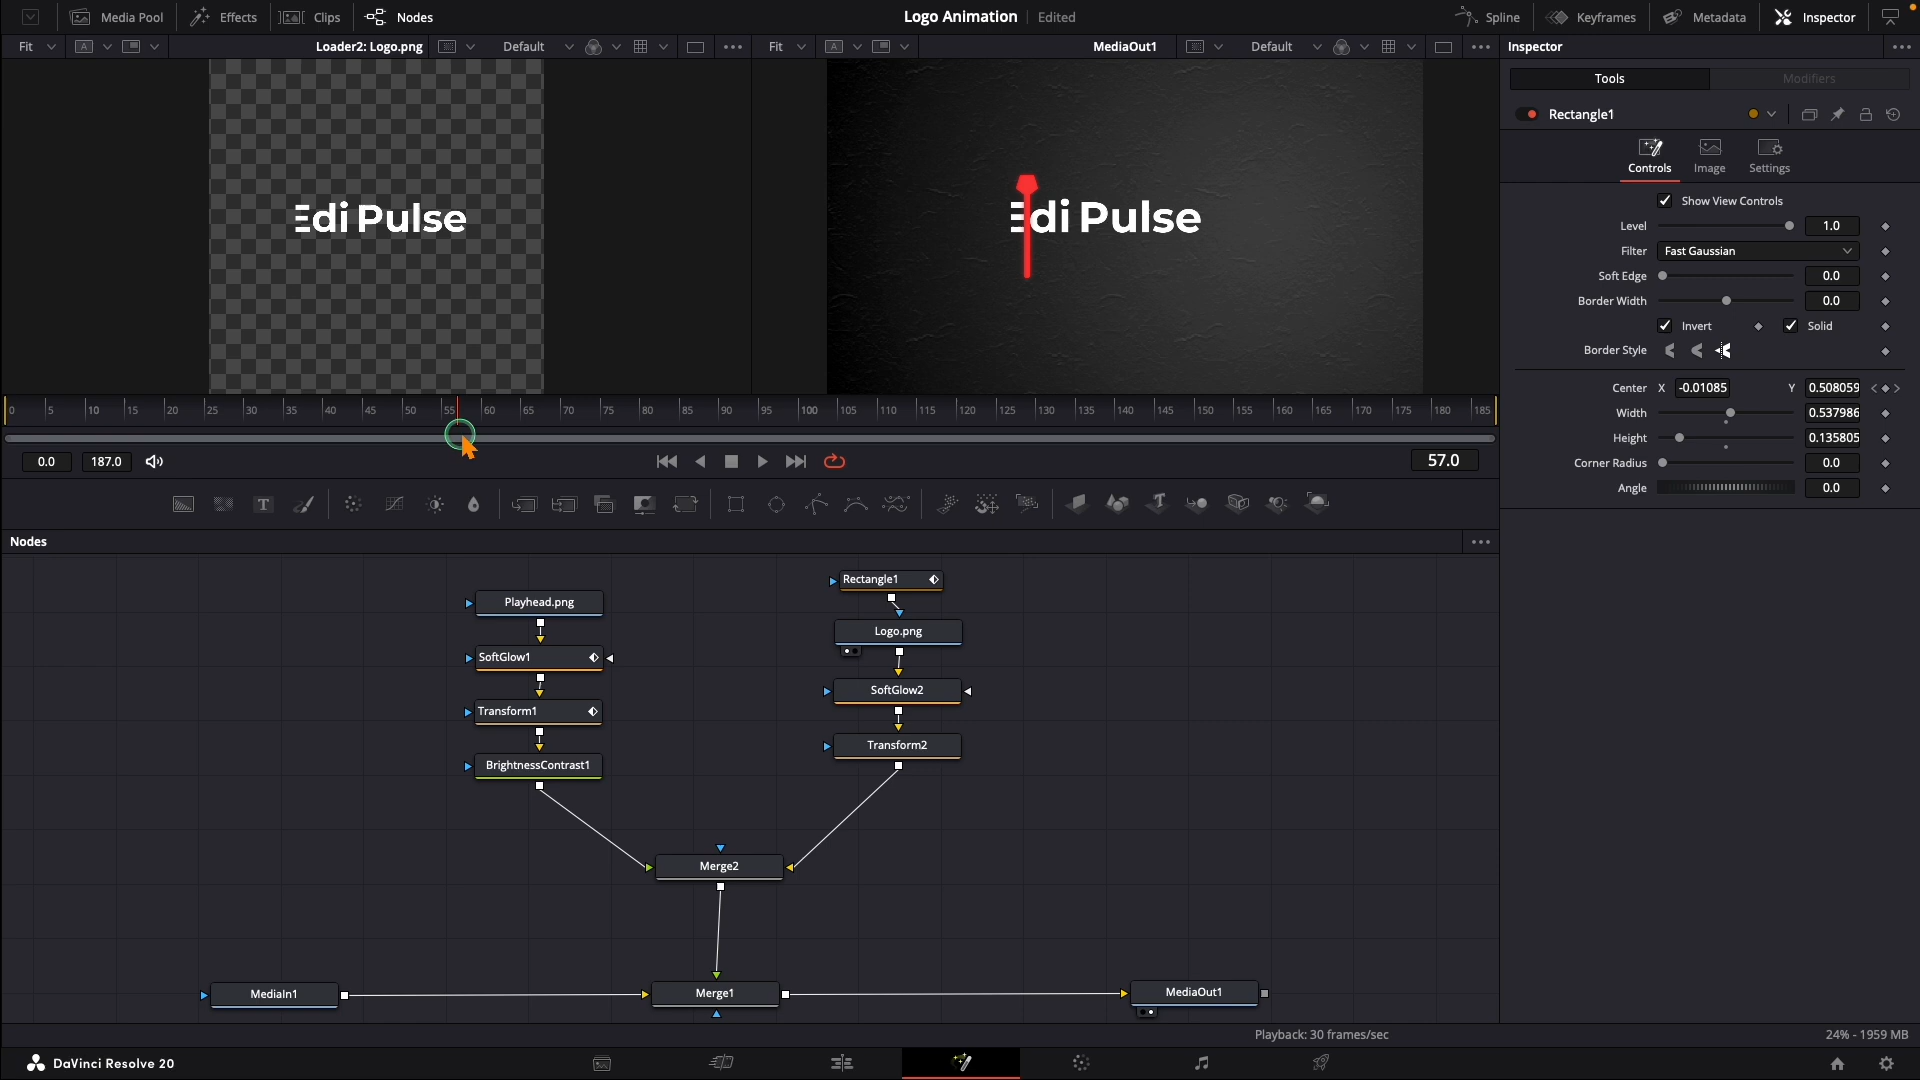 Media Pool Effects Clips Nodes Logo Animation Edited Spline Keyframes Metadata Inspector
Fit A Loader2: Logo.png Default Fit A MediaOut1 Default Inspector
Tools Modifiers
Rectangle1
Controls Image Settings
Show View Controls
Level 1.0
Filter Fast Gaussian
Soft Edge 0.0
Border Width 0.0
Invert Solid
Border Style
Center X -0.01085 Y 0.508059
Width 0.537986
Height 0.135805
Corner Radius 0.0
Angle 0.0
Edi Pulse
Edi Pulse
0 5 10 15 20 25 30 35 40 45 50 55 60 65 70 75 80 85 90 95 100 105 110 115 120 125 130 135 140 145 150 155 160 165 170 175 180 185
0.0 187.0 57.0
T T
Nodes
Rectangle1
Playhead.png
Logo.png
SoftGlow1
SoftGlow2
Transform1
Transform2
BrightnessContrast1
Merge2
MediaIn1 Merge1 MediaOut1
Playback: 30 frames/sec 24% - 1959 MB
DaVinci Resolve 20